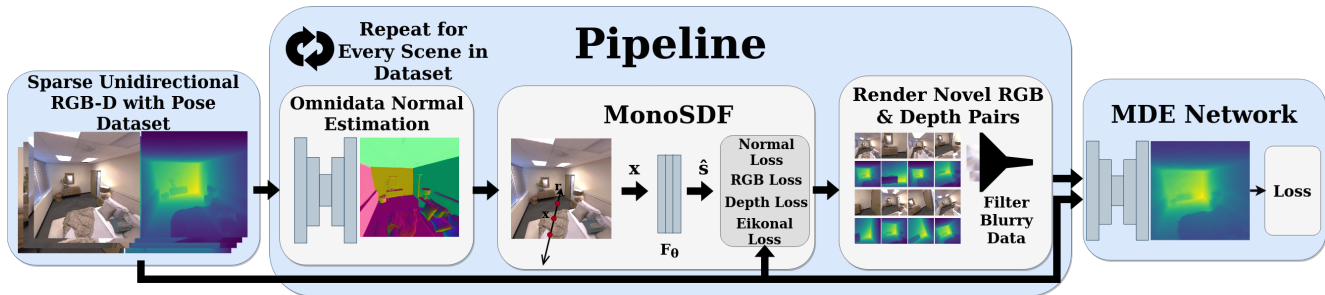 Repeat for
Every Scene in
Dataset
Pipeline
Sparse Unidirectional
RGB-D with Pose
Dataset
Omnidata Normal
Estimation
MonoSDF
r
x
x
F_θ
ŝ
Normal
Loss
RGB Loss
Depth Loss
Eikonal
Loss
Render Novel RGB
& Depth Pairs
Filter
Blurry
Data
MDE Network
Loss